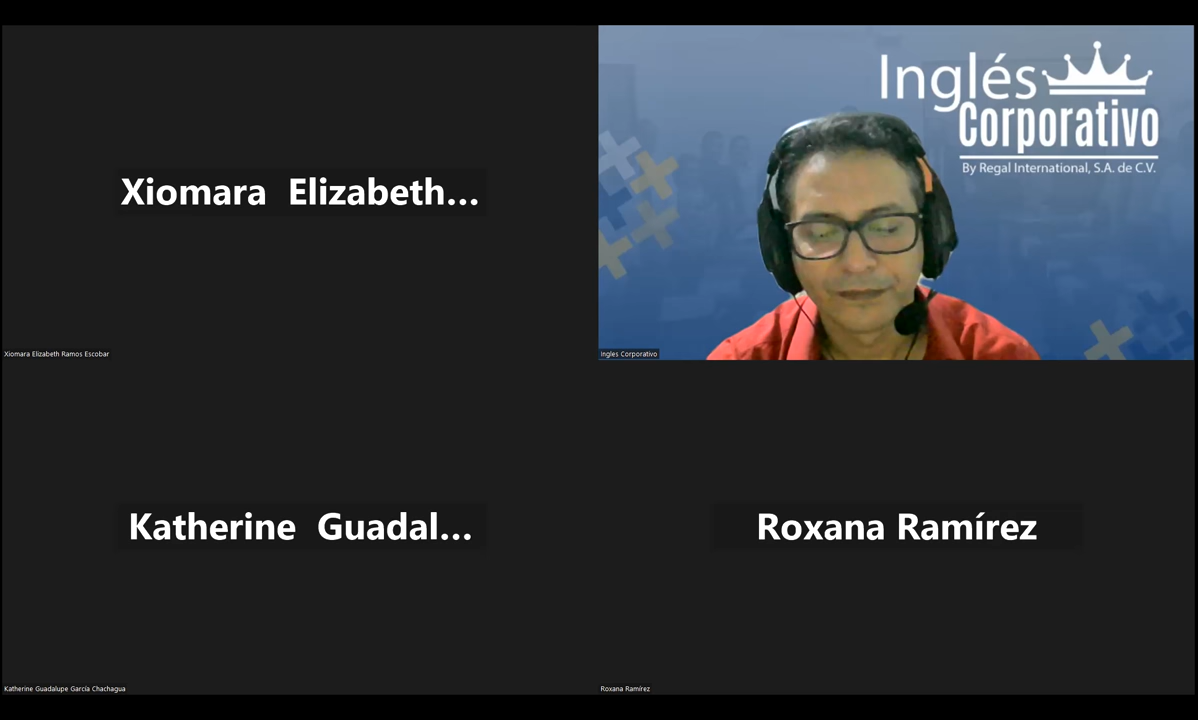 Xiomara Elizabeth...
Xiomara Elizabeth Ramos Escobar
Inglés
Corporativo
By Regal International, S.A. de C.V.
Ingles Corporativo
Katherine Guadal...
Katherine Guadalupe García Chachagua
Roxana Ramírez
Roxana Ramírez